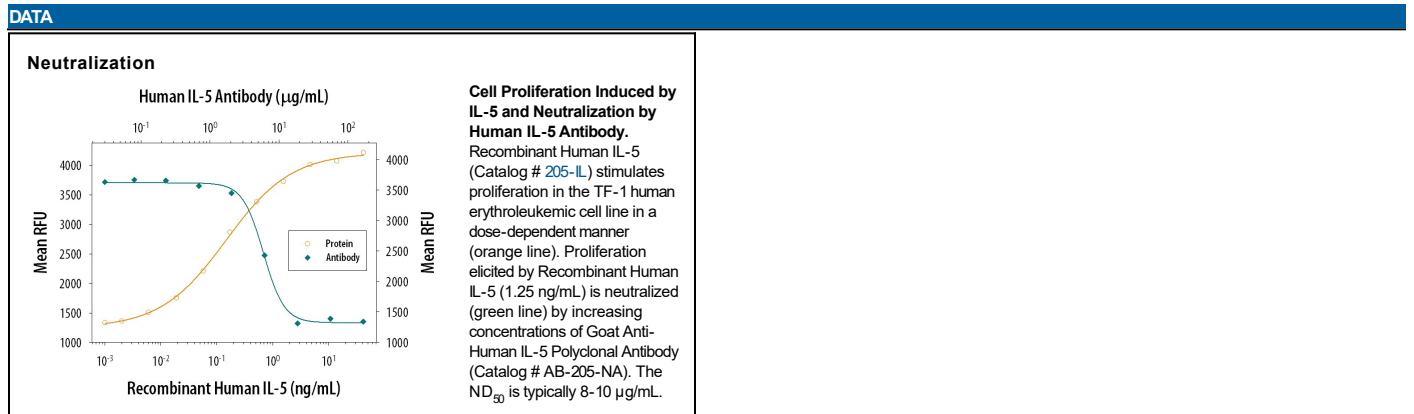 DATA
Neutralization
Human IL-5 Antibody (μg/mL)
10-1 100 101 102
4000
3500
3000
2500
2000
1500
1000
Mean RFU
4000
3500
3000
2500
2000
1500
1000
Mean RFU
Protein
Antibody
10-3 10-2 10-1 100 101
Recombinant Human IL-5 (ng/mL)
Cell Proliferation Induced by
IL-5 and Neutralization by
Human IL-5 Antibody.
Recombinant Human IL-5
(Catalog # 205-IL) stimulates
proliferation in the TF-1 human
erythroleukemic cell line in a
dose-dependent manner
(orange line). Proliferation
elicited by Recombinant Human
IL-5 (1.25 ng/mL) is neutralized
(green line) by increasing
concentrations of Goat Anti-
Human IL-5 Polyclonal Antibody
(Catalog # AB-205-NA). The
ND50 is typically 8-10 µg/mL.